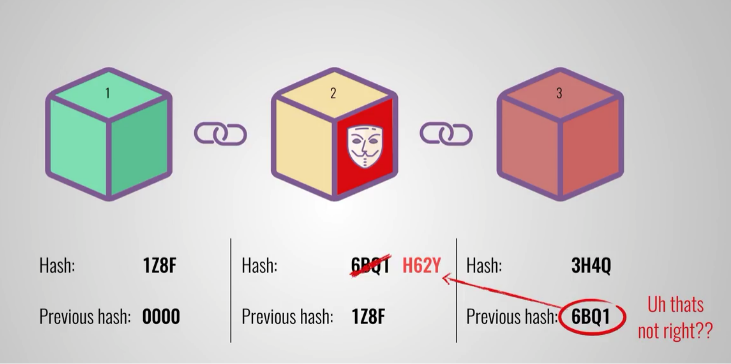 1
2
3
Hash: 1Z8F
Previous hash: 0000
Hash: 6BQ1 H62Y
Previous hash: 1Z8F
Hash: 3H4Q
Previous hash: 6BQ1
Uh thats
not right??